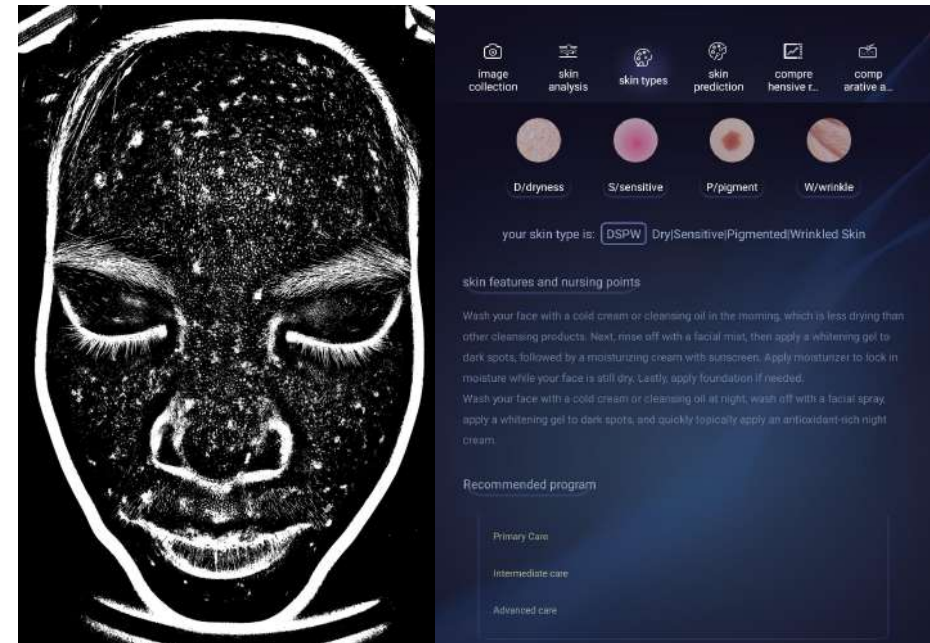 image
collection
skin
analysis
skin types
skin
prediction
compre
hensive r...
comp
arative a...
D/dryness
S/sensitive
P/pigment
W/wrinkle
your skin type is: DSPW Dry|Sensitive|Pigmented|Wrinkled Skin
skin features and nursing points
Wash your face with a cold cream or cleansing oil in the morning, which is less drying than
other cleansing products. Next, rinse off with a facial mist, then apply a whitening gel to
dark spots, followed by a moisturizing cream with sunscreen. Apply moisturizer to lock in
moisture while your face is still dry. Lastly, apply foundation if needed.
Wash your face with a cold cream or cleansing oil at night, wash off with a facial spray,
apply a whitening gel to dark spots, and quickly topically apply an antioxidant-rich night
cream.
Recommended program
Primary Care
Intermediate care
Advanced care